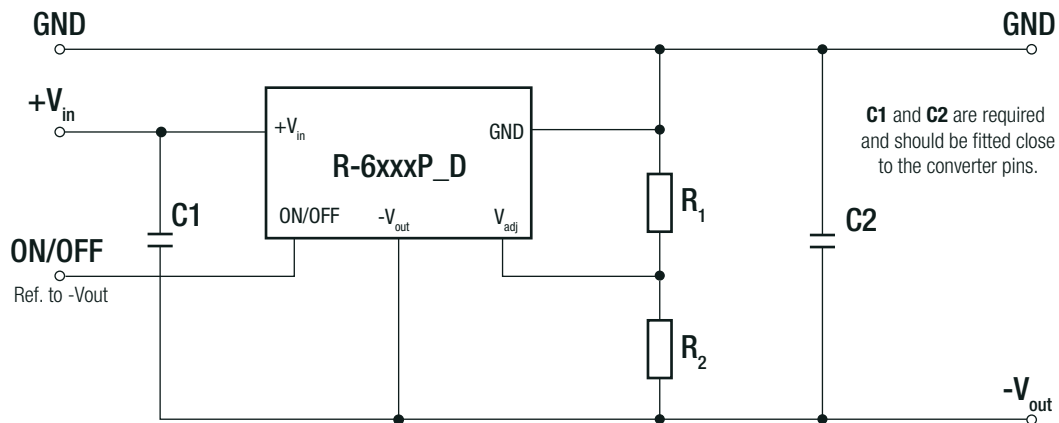 GND
GND
+Vin
+Vin
GND
C1 and C2 are required
and should be fitted close
to the converter pins.
R-6xxxP_D
ON/OFF
-Vout
Vadj
C1
R1
C2
ON/OFF
Ref. to -Vout
R2
-Vout